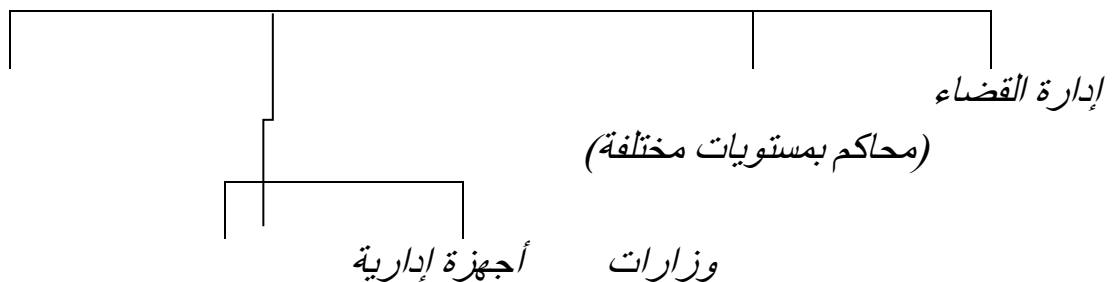 إدارة القضاء
(محاكم بمستويات مختلفة)
وزارات أجهزة إدارية